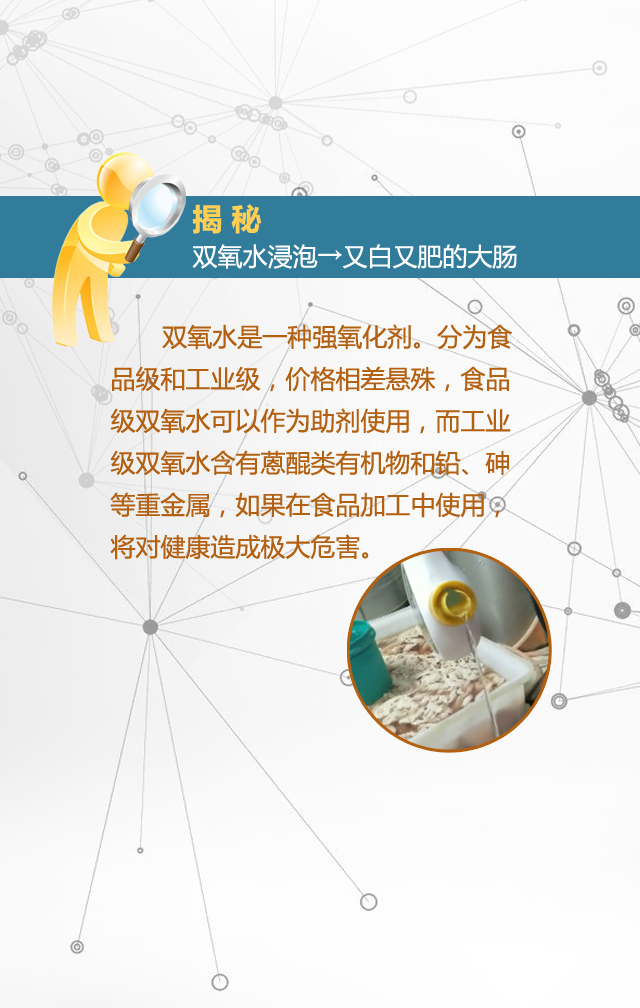 揭秘
双氧水浸泡→又白又肥的大肠
双氧水是一种强氧化剂。分为食
品级和工业级，价格相差悬殊，食品
级双氧水可以作为助剂使用，而工业
级双氧水含有蒽醌类有机物和铅、砷
等重金属，如果在食品加工中使用，
将对健康造成极大危害。